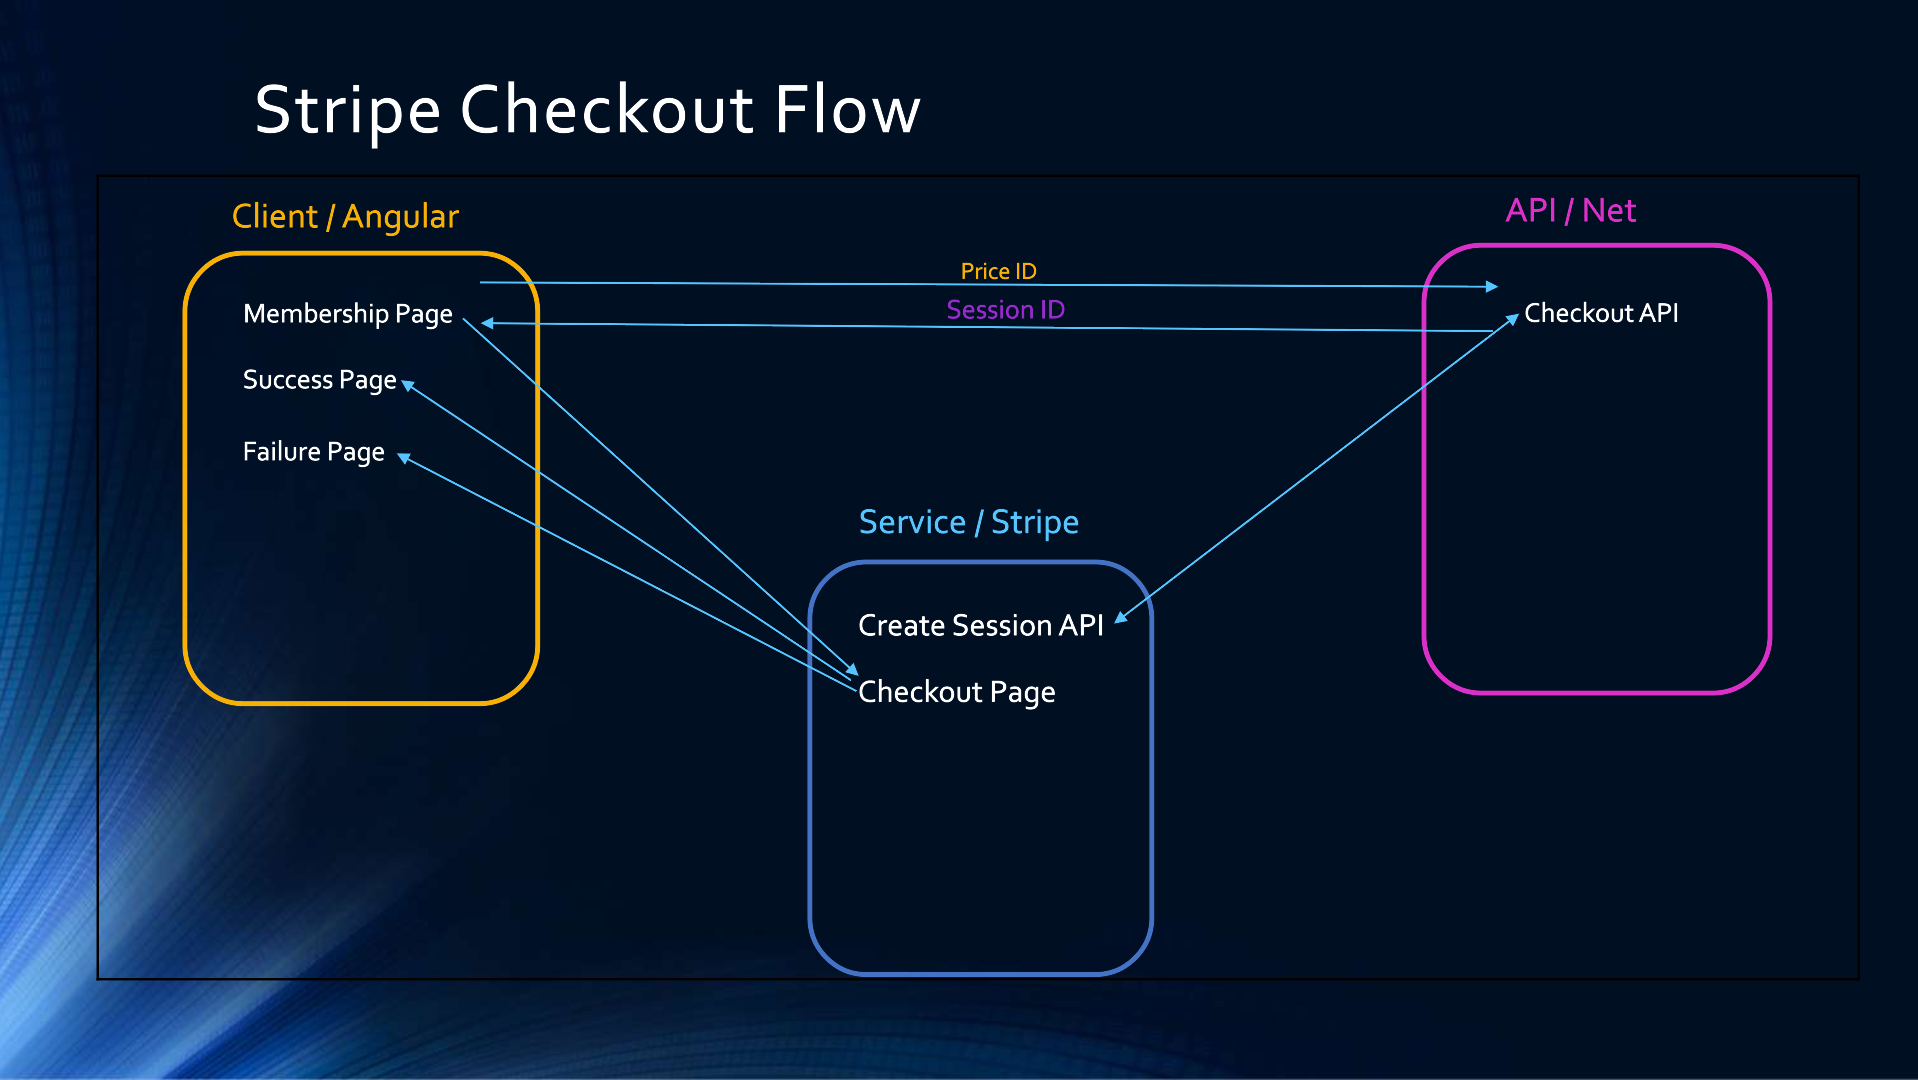 Stripe Checkout Flow
Client / Angular
API / Net
Price ID
Session ID
Membership Page
Checkout API
Success Page
Failure Page
Service / Stripe
Create Session API
Checkout Page